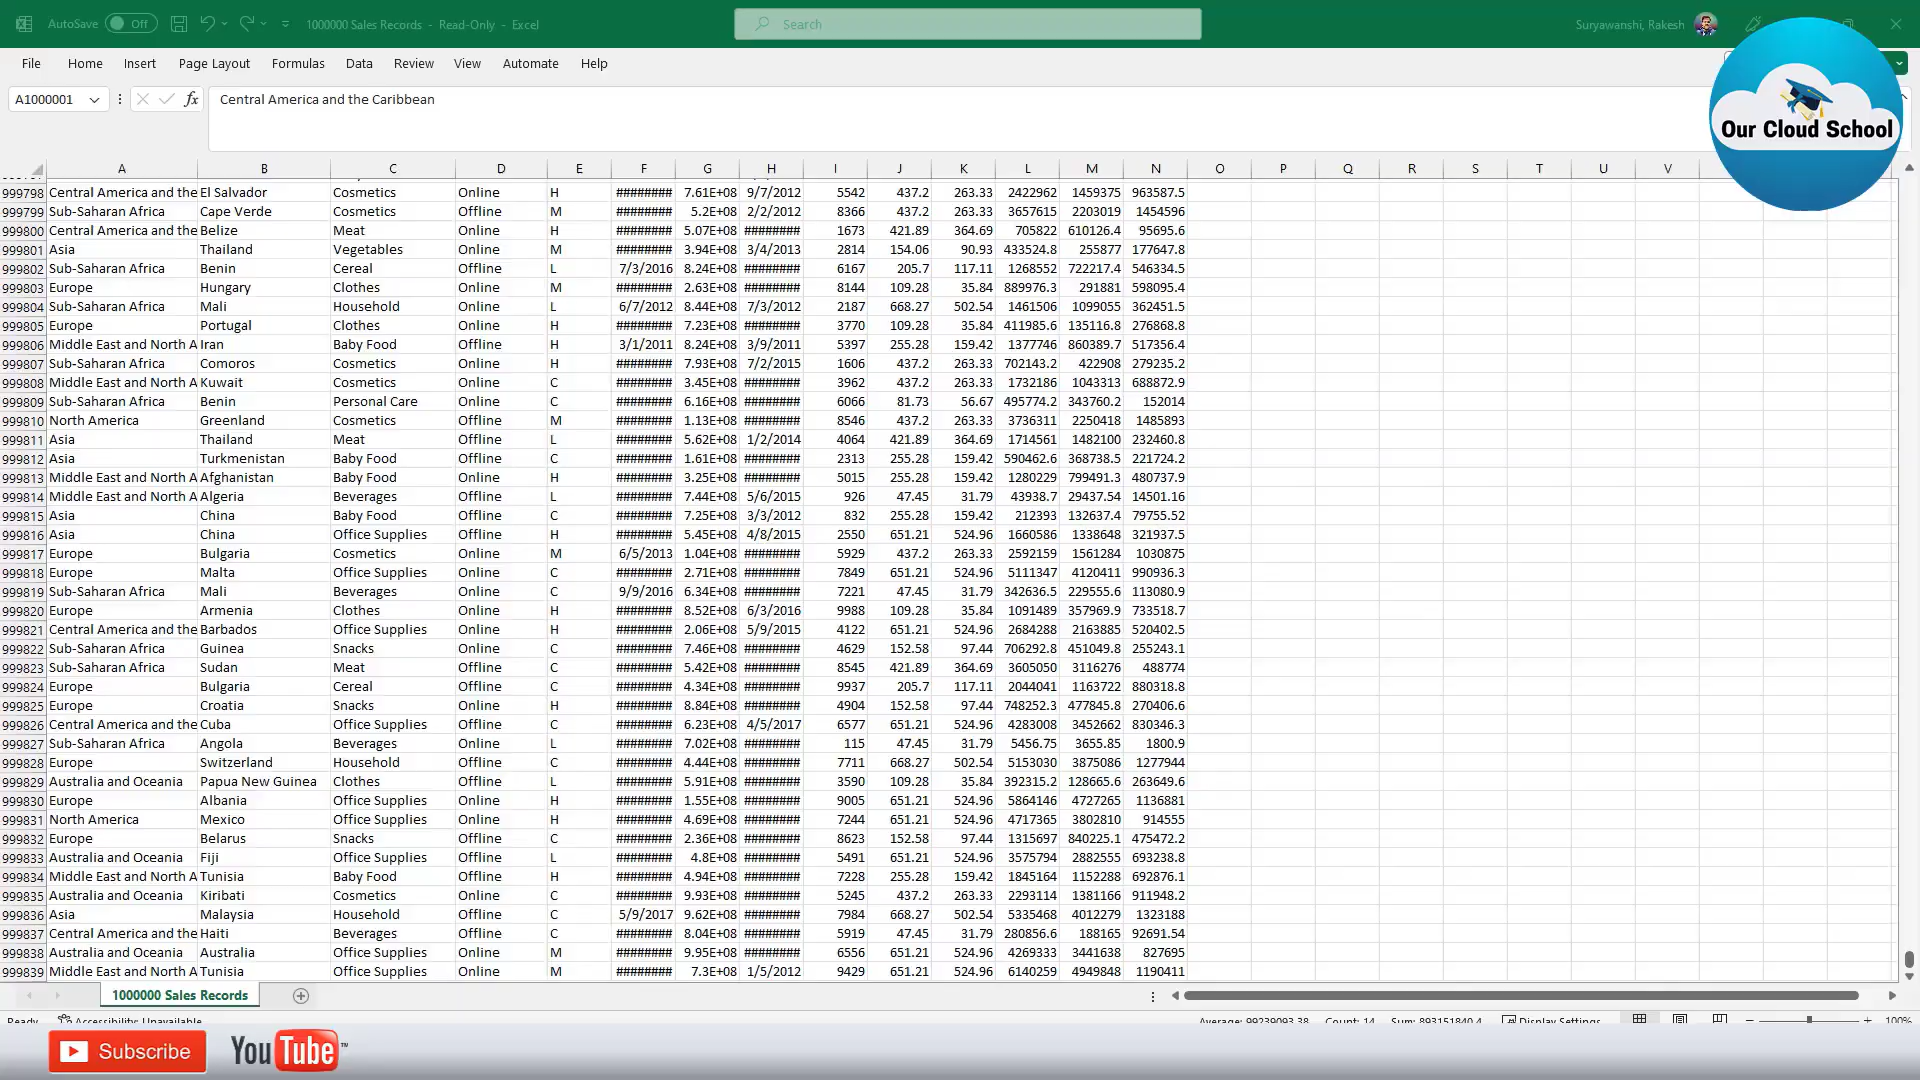 AutoSave Off 1000000 Sales Records - Read-Only - Excel Search Suryawanshi, Rakesh
File Home Insert Page Layout Formulas Data Review View Automate Help
A1000001 fx Central America and the Caribbean
Our Cloud School
A B C D E F G H I J K L M N O P Q R S T U V
999798 Central America and the El Salvador Cosmetics Online H ######## 7.61E+08 9/7/2012 5542 437.2 263.33 2422962 1459375 963587.5
999799 Sub-Saharan Africa Cape Verde Cosmetics Offline M ######## 5.2E+08 2/2/2012 8366 437.2 263.33 3657615 2203019 1454596
999800 Central America and the Belize Meat Online H ######## 5.07E+08 ######## 1673 421.89 364.69 705822 610126.4 95695.6
999801 Asia Thailand Vegetables Online M ######## 3.94E+08 3/4/2013 2814 154.06 90.93 433524.8 255877 177647.8
999802 Sub-Saharan Africa Benin Cereal Offline L 7/3/2016 8.24E+08 ######## 6167 205.7 117.11 1268552 722217.4 546334.5
999803 Europe Hungary Clothes Online M ######## 2.63E+08 ######## 8144 109.28 35.84 889976.3 291881 598095.4
999804 Sub-Saharan Africa Mali Household Online L 6/7/2012 8.44E+08 7/3/2012 2187 668.27 502.54 1461506 1099055 362451.5
999805 Europe Portugal Clothes Online H ######## 7.23E+08 ######## 3770 109.28 35.84 411985.6 135116.8 276868.8
999806 Middle East and North A Iran Baby Food Offline H 3/1/2011 8.24E+08 3/9/2011 5397 255.28 159.42 1377746 860389.7 517356.4
999807 Sub-Saharan Africa Comoros Cosmetics Online H ######## 7.93E+08 7/2/2015 1606 437.2 263.33 702143.2 422908 279235.2
999808 Middle East and North A Kuwait Cosmetics Online C ######## 3.45E+08 ######## 3962 437.2 263.33 1732186 1043313 688872.9
999809 Sub-Saharan Africa Benin Personal Care Online C ######## 6.16E+08 ######## 6066 81.73 56.67 495774.2 343760.2 152014
999810 North America Greenland Cosmetics Offline M ######## 1.13E+08 ######## 8546 437.2 263.33 3736311 2250418 1485893
999811 Asia Thailand Meat Offline L ######## 5.62E+08 1/2/2014 4064 421.89 364.69 1714561 1482100 232460.8
999812 Asia Turkmenistan Baby Food Offline C ######## 1.61E+08 ######## 2313 255.28 159.42 590462.6 368738.5 221724.2
999813 Middle East and North A Afghanistan Baby Food Online H ######## 3.25E+08 ######## 5015 255.28 159.42 1280229 799491.3 480737.9
999814 Middle East and North A Algeria Beverages Offline L ######## 7.44E+08 5/6/2015 926 47.45 31.79 43938.7 29437.54 14501.16
999815 Asia China Baby Food Offline C ######## 7.25E+08 3/3/2012 832 255.28 159.42 212393 132637.4 79755.52
999816 Asia China Office Supplies Offline H ######## 5.45E+08 4/8/2015 2550 651.21 524.96 1660586 1338648 321937.5
999817 Europe Bulgaria Cosmetics Online M 6/5/2013 1.04E+08 ######## 5929 437.2 263.33 2592159 1561284 1030875
999818 Europe Malta Office Supplies Online C ######## 2.71E+08 ######## 7849 651.21 524.96 5111347 4120411 990936.3
999819 Sub-Saharan Africa Mali Beverages Online C 9/9/2016 6.34E+08 ######## 7221 47.45 31.79 342636.5 229555.6 113080.9
999820 Europe Armenia Clothes Online H ######## 8.52E+08 6/3/2016 9988 109.28 35.84 1091489 357969.9 733518.7
999821 Central America and the Barbados Office Supplies Online H ######## 2.06E+08 5/9/2015 4122 651.21 524.96 2684288 2163885 520402.5
999822 Sub-Saharan Africa Guinea Snacks Online C ######## 7.46E+08 ######## 4629 152.58 97.44 706292.8 451049.8 255243.1
999823 Sub-Saharan Africa Sudan Meat Offline C ######## 5.42E+08 ######## 8545 421.89 364.69 3605050 3116276 488774
999824 Europe Bulgaria Cereal Offline C ######## 4.34E+08 ######## 9937 205.7 117.11 2044041 1163722 880318.8
999825 Europe Croatia Snacks Online H ######## 8.84E+08 ######## 4904 152.58 97.44 748252.3 477845.8 270406.6
999826 Central America and the Cuba Office Supplies Offline C ######## 6.23E+08 4/5/2017 6577 651.21 524.96 4283008 3452662 830346.3
999827 Sub-Saharan Africa Angola Beverages Online L ######## 7.02E+08 ######## 115 47.45 31.79 5456.75 3655.85 1800.9
999828 Europe Switzerland Household Offline C ######## 4.44E+08 ######## 7711 668.27 502.54 5153030 3875086 1277944
999829 Australia and Oceania Papua New Guinea Clothes Offline L ######## 5.91E+08 ######## 3590 109.28 35.84 392315.2 128665.6 263649.6
999830 Europe Albania Office Supplies Online H ######## 1.55E+08 ######## 9005 651.21 524.96 5864146 4727265 1136881
999831 North America Mexico Office Supplies Online H ######## 4.69E+08 ######## 7244 651.21 524.96 4717365 3802810 914555
999832 Europe Belarus Snacks Offline C ######## 2.36E+08 ######## 8623 152.58 97.44 1315697 840225.1 475472.2
999833 Australia and Oceania Fiji Office Supplies Offline L ######## 4.8E+08 ######## 5491 651.21 524.96 3575794 2882555 693238.8
999834 Middle East and North A Tunisia Baby Food Offline H ######## 4.94E+08 ######## 7228 255.28 159.42 1845164 1152288 692876.1
999835 Australia and Oceania Kiribati Cosmetics Online C ######## 9.93E+08 ######## 5245 437.2 263.33 2293114 1381166 911948.2
999836 Asia Malaysia Household Offline C 5/9/2017 9.62E+08 ######## 7984 668.27 502.54 5335468 4012279 1323188
999837 Central America and the Haiti Beverages Offline C ######## 8.04E+08 ######## 5919 47.45 31.79 280856.6 188165 92691.54
999838 Australia and Oceania Australia Office Supplies Online M ######## 9.95E+08 ######## 6556 651.21 524.96 4269333 3441638 827695
999839 Middle East and North A Tunisia Office Supplies Online M ######## 7.3E+08 1/5/2012 9429 651.21 524.96 6140259 4949848 1190411
1000000 Sales Records
Ready Accessibility: Unavailable Average: 99239093.38 Count: 14 Sum: 893151840.4 Display Settings 100%
Subscribe YouTube ™